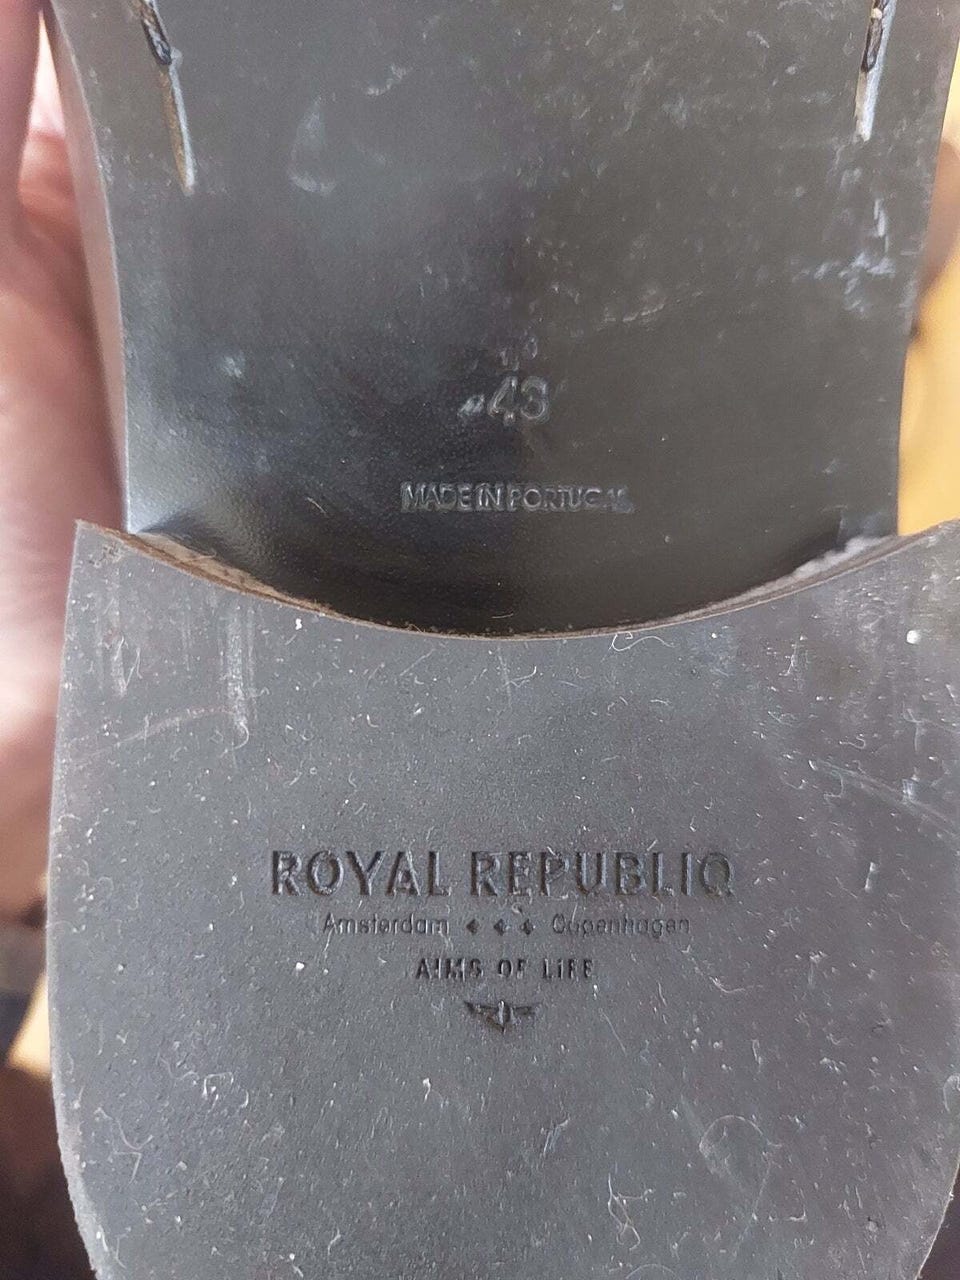 43
MADE IN PORTUGAL
ROYAL REPUBLIQ
Amsterdam Copenhagen
AIMS OF LIFE